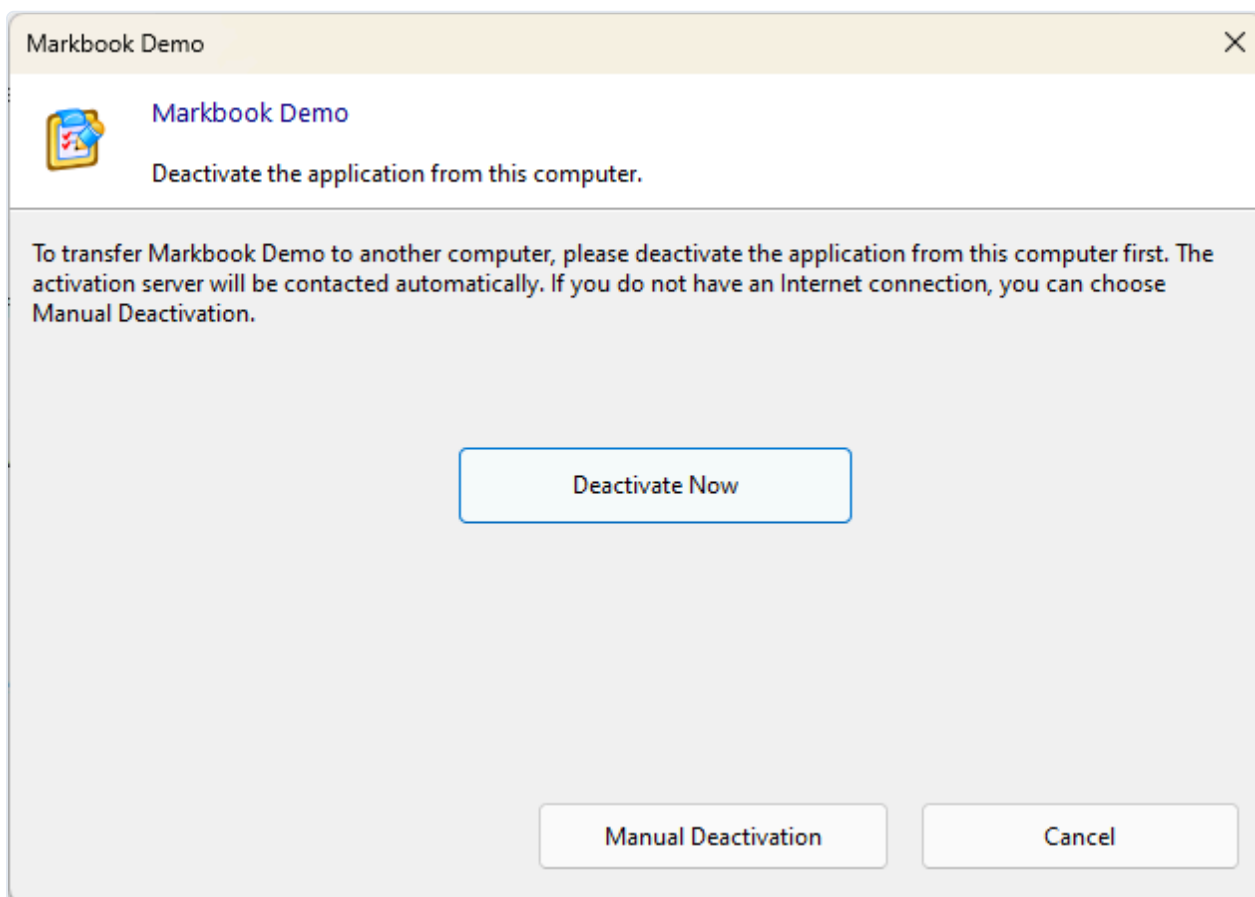 Markbook Demo
Markbook Demo
Deactivate the application from this computer.
To transfer Markbook Demo to another computer, please deactivate the application from this computer first. The
activation server will be contacted automatically. If you do not have an Internet connection, you can choose
Manual Deactivation.
Deactivate Now
Manual Deactivation
Cancel